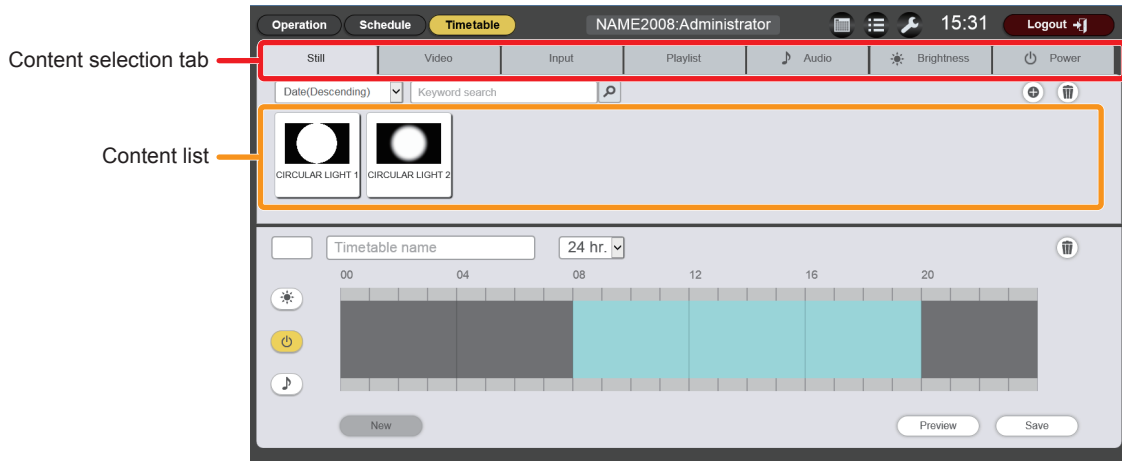 Operation Schedule Timetable NAME2008:Administrator 15:31 Logout
Content selection tab
Still Video Input Playlist Audio Brightness Power
Date(Descending) Keyword search
Content list
CIRCULAR LIGHT 1 CIRCULAR LIGHT 2
Timetable name 24 hr.
00 04 08 12 16 20
New Preview Save